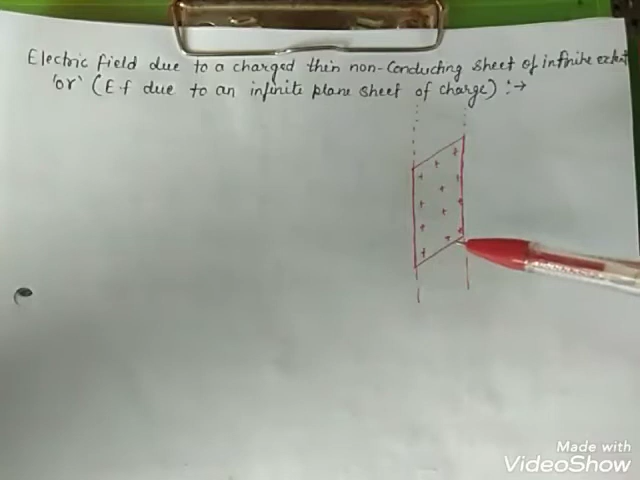 Electric field due to a charged thin non-Conducting sheet of infinite extent
'or' (E.f due to an infinite plane sheet of charge) :→
Made with
VideoShow